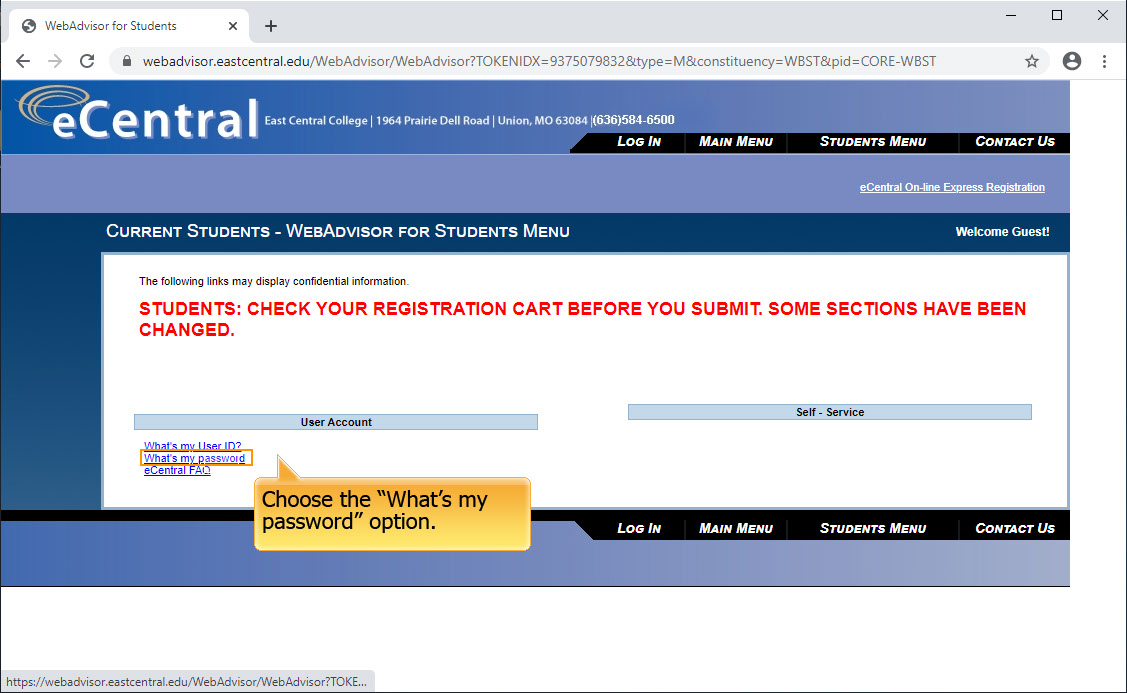 WebAdvisor for Students
webadvisor.eastcentral.edu/WebAdvisor/WebAdvisor?TOKENIDX=9375079832&type=M&constituency=WBST&pid=CORE-WBST
eCentral East Central College | 1964 Prairie Dell Road | Union, MO 63084 |(636)584-6500
LOG IN MAIN MENU STUDENTS MENU CONTACT US
eCentral On-line Express Registration
CURRENT STUDENTS - WEBADVISOR FOR STUDENTS MENU Welcome Guest!
The following links may display confidential information.
STUDENTS: CHECK YOUR REGISTRATION CART BEFORE YOU SUBMIT. SOME SECTIONS HAVE BEEN
CHANGED.
Self - Service
User Account
What's my User ID?
What's my password
eCentral FAQ
Choose the “What’s my
password” option.
LOG IN MAIN MENU STUDENTS MENU CONTACT US
https://webadvisor.eastcentral.edu/WebAdvisor/WebAdvisor?TOKE...